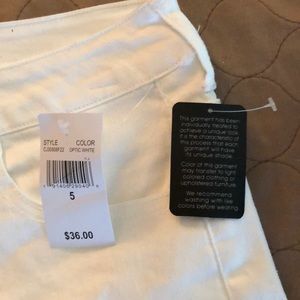 STYLE COLOR
OPTIC WHITE
5
$36.00
This garment has been
individually treated to
achieve a unique look
It is the characteristic
of this process that each
garment will have
its unique shade.
Color of this garment
may transfer to light
colored clothing or
upholstered furniture.
We recommend
washing with like
colors before wearing